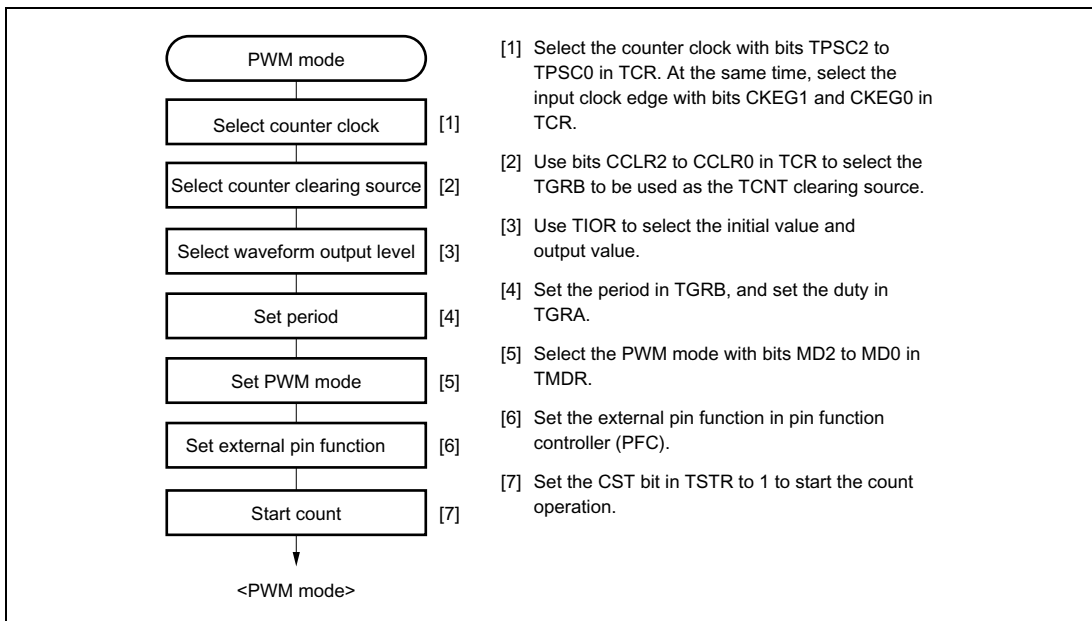 PWM mode
Select counter clock [1]
Select counter clearing source [2]
Select waveform output level [3]
Set period [4]
Set PWM mode [5]
Set external pin function [6]
Start count [7]
<PWM mode>
[1] Select the counter clock with bits TPSC2 to
TPSC0 in TCR. At the same time, select the
input clock edge with bits CKEG1 and CKEG0 in
TCR.
[2] Use bits CCLR2 to CCLR0 in TCR to select the
TGRB to be used as the TCNT clearing source.
[3] Use TIOR to select the initial value and
output value.
[4] Set the period in TGRB, and set the duty in
TGRA.
[5] Select the PWM mode with bits MD2 to MD0 in
TMDR.
[6] Set the external pin function in pin function
controller (PFC).
[7] Set the CST bit in TSTR to 1 to start the count
operation.